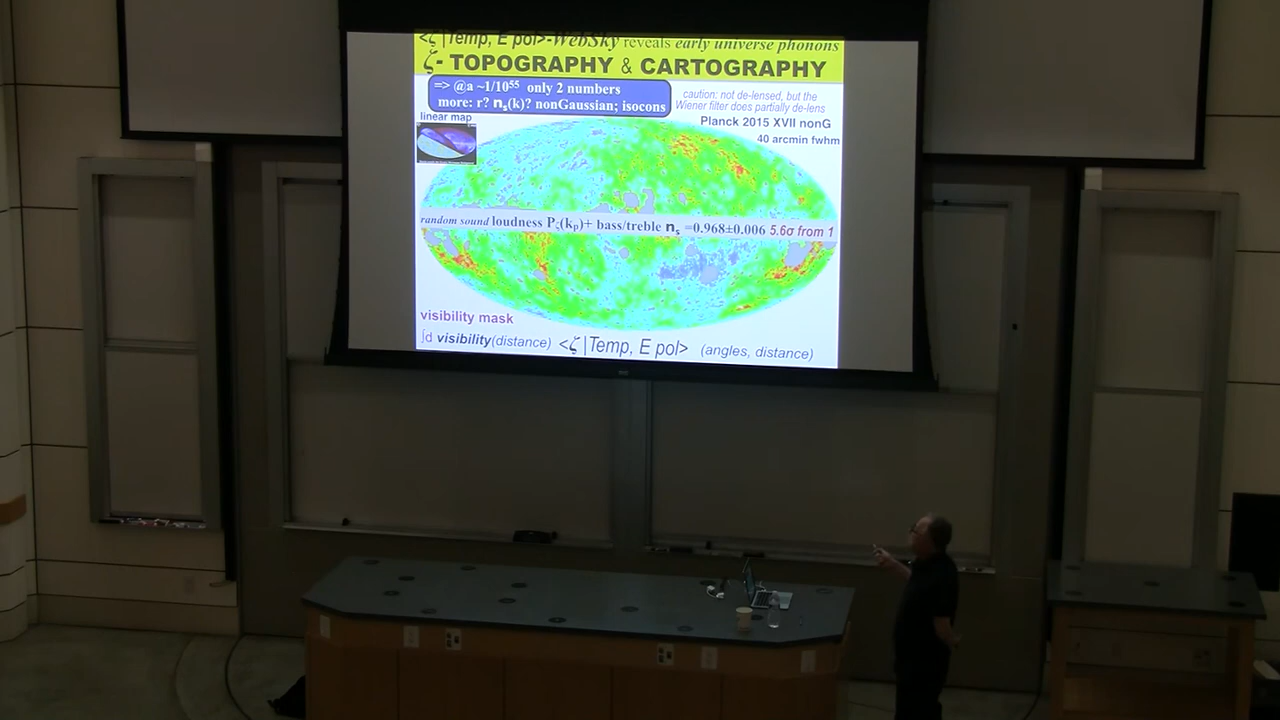 <ζ|Temp, E pol>-WebSky reveals early universe phonons
ζ- TOPOGRAPHY & CARTOGRAPHY
=> @a ~1/10⁵⁵ only 2 numbers
more: r? nₛ(k)? nonGaussian; isocons
caution: not de-lensed, but the
Wiener filter does partially de-lens
linear map
Planck 2015 XVII nonG
40 arcmin fwhm
random sound loudness Pζ(kₚ)+ bass/treble nₛ =0.968±0.006 5.6σ from 1
visibility mask
∫d visibility(distance) <ζ|Temp, E pol> (angles, distance)